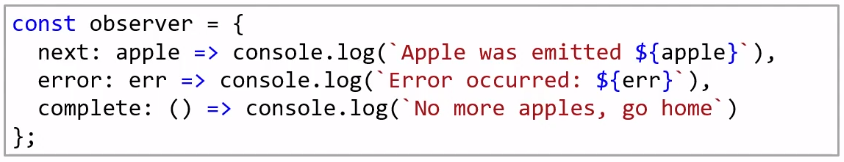 const observer = {
  next: apple => console.log(`Apple was emitted ${apple}`),
  error: err => console.log(`Error occurred: ${err}`),
  complete: () => console.log(`No more apples, go home`)
};